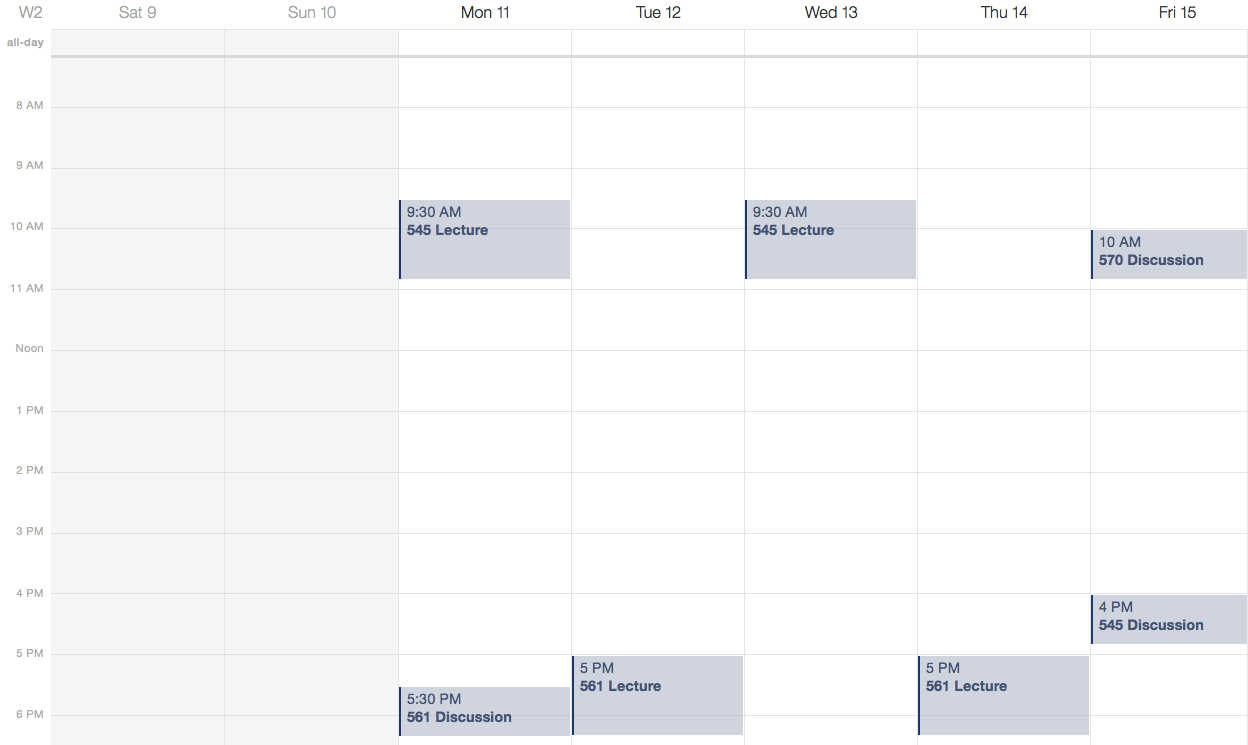 W2 Sat 9 Sun 10 Mon 11 Tue 12 Wed 13 Thu 14 Fri 15
all-day
8 AM
9 AM
9:30 AM
545 Lecture
9:30 AM
545 Lecture
10 AM
10 AM
570 Discussion
11 AM
Noon
1 PM
2 PM
3 PM
4 PM
4 PM
545 Discussion
5 PM
5 PM
561 Lecture
5 PM
561 Lecture
5:30 PM
561 Discussion
6 PM